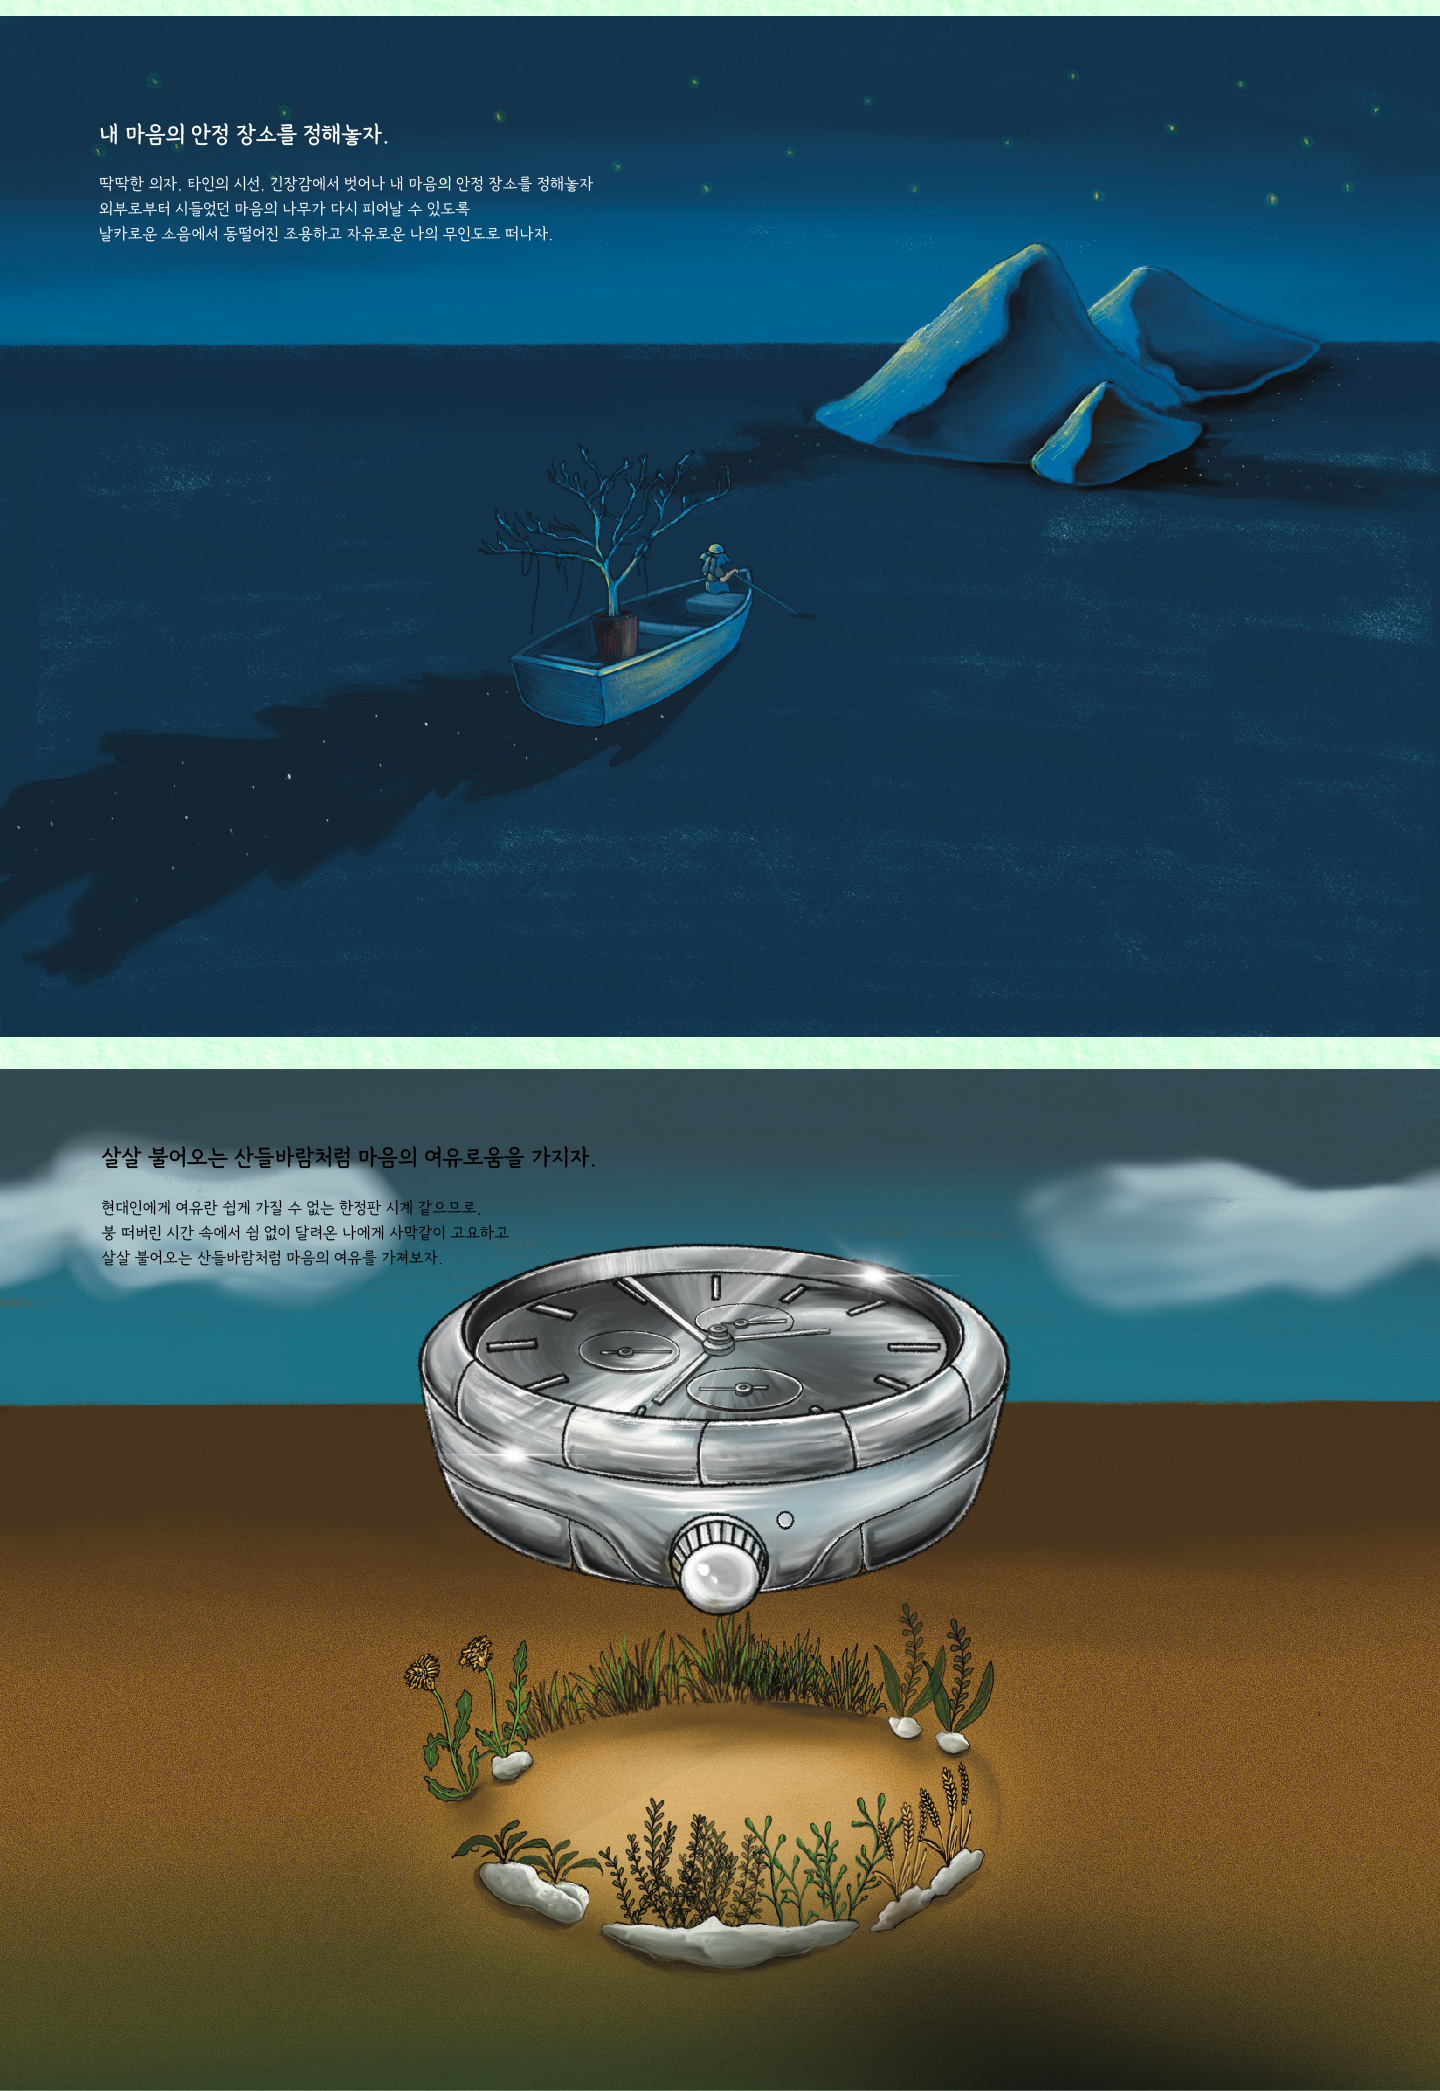 내 마음의 안정 장소를 정해놓자.
딱딱한 의자, 타인의 시선, 긴장감에서 벗어나 내 마음의 안정 장소를 정해놓자
외부로부터 시들었던 마음의 나무가 다시 피어날 수 있도록
날카로운 소음에서 동떨어진 조용하고 자유로운 나의 무인도로 떠나자.
살살 불어오는 산들바람처럼 마음의 여유로움을 가지자.
현대인에게 여유란 쉽게 가질 수 없는 한정판 시계 같으므로,
붕 떠버린 시간 속에서 쉼 없이 달려온 나에게 사막같이 고요하고
살살 불어오는 산들바람처럼 마음의 여유를 가져보자.